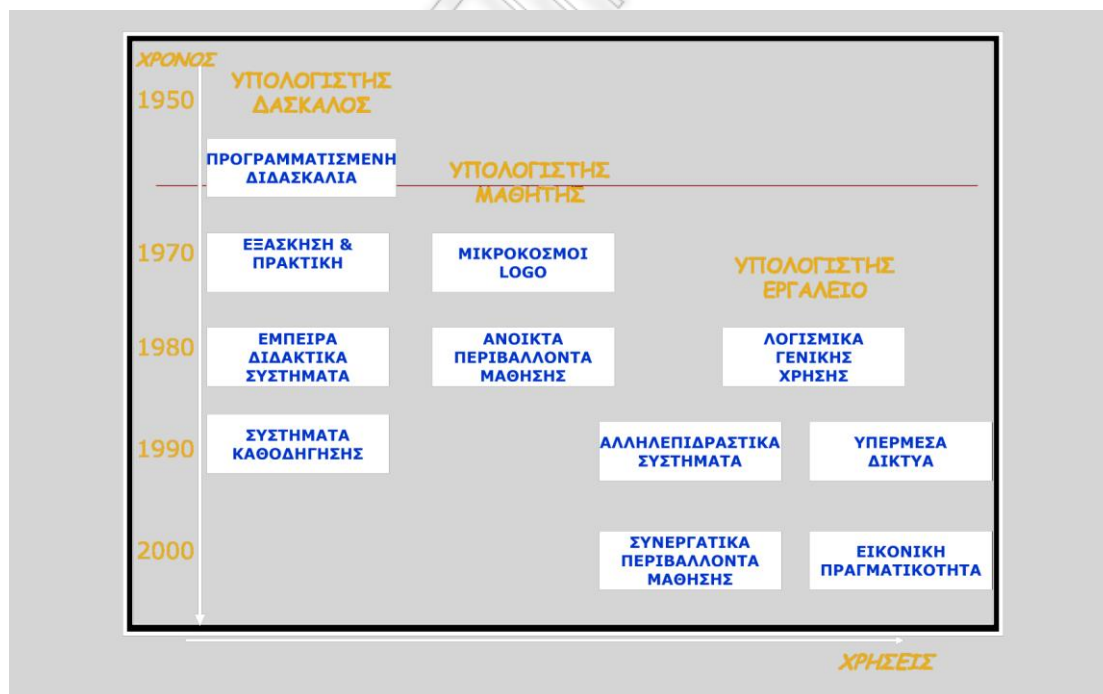 ΧΡΟΝΟΣ
1950
ΥΠΟΛΟΓΙΣΤΗΣ
ΔΑΣΚΑΛΟΣ
ΠΡΟΓΡΑΜΜΑΤΙΣΜΕΝΗ
ΔΙΔΑΣΚΑΛΙΑ
ΥΠΟΛΟΓΙΣΤΗΣ
ΜΑΘΗΤΗΣ
1970
ΕΞΑΣΚΗΣΗ &
ΠΡΑΚΤΙΚΗ
ΜΙΚΡΟΚΟΣΜΟΙ
LOGO
ΥΠΟΛΟΓΙΣΤΗΣ
ΕΡΓΑΛΕΙΟ
1980
ΕΜΠΕΙΡΑ
ΔΙΔΑΚΤΙΚΑ
ΣΥΣΤΗΜΑΤΑ
ΑΝΟΙΚΤΑ
ΠΕΡΙΒΑΛΛΟΝΤΑ
ΜΑΘΗΣΗΣ
ΛΟΓΙΣΜΙΚΑ
ΓΕΝΙΚΗΣ
ΧΡΗΣΗΣ
1990
ΣΥΣΤΗΜΑΤΑ
ΚΑΘΟΔΗΓΗΣΗΣ
ΑΛΛΗΛΕΠΙΔΡΑΣΤΙΚΑ
ΣΥΣΤΗΜΑΤΑ
ΥΠΕΡΜΕΣΑ
ΔΙΚΤΥΑ
2000
ΣΥΝΕΡΓΑΤΙΚΑ
ΠΕΡΙΒΑΛΛΟΝΤΑ
ΜΑΘΗΣΗΣ
ΕΙΚΟΝΙΚΗ
ΠΡΑΓΜΑΤΙΚΟΤΗΤΑ
ΧΡΗΣΕΙΣ